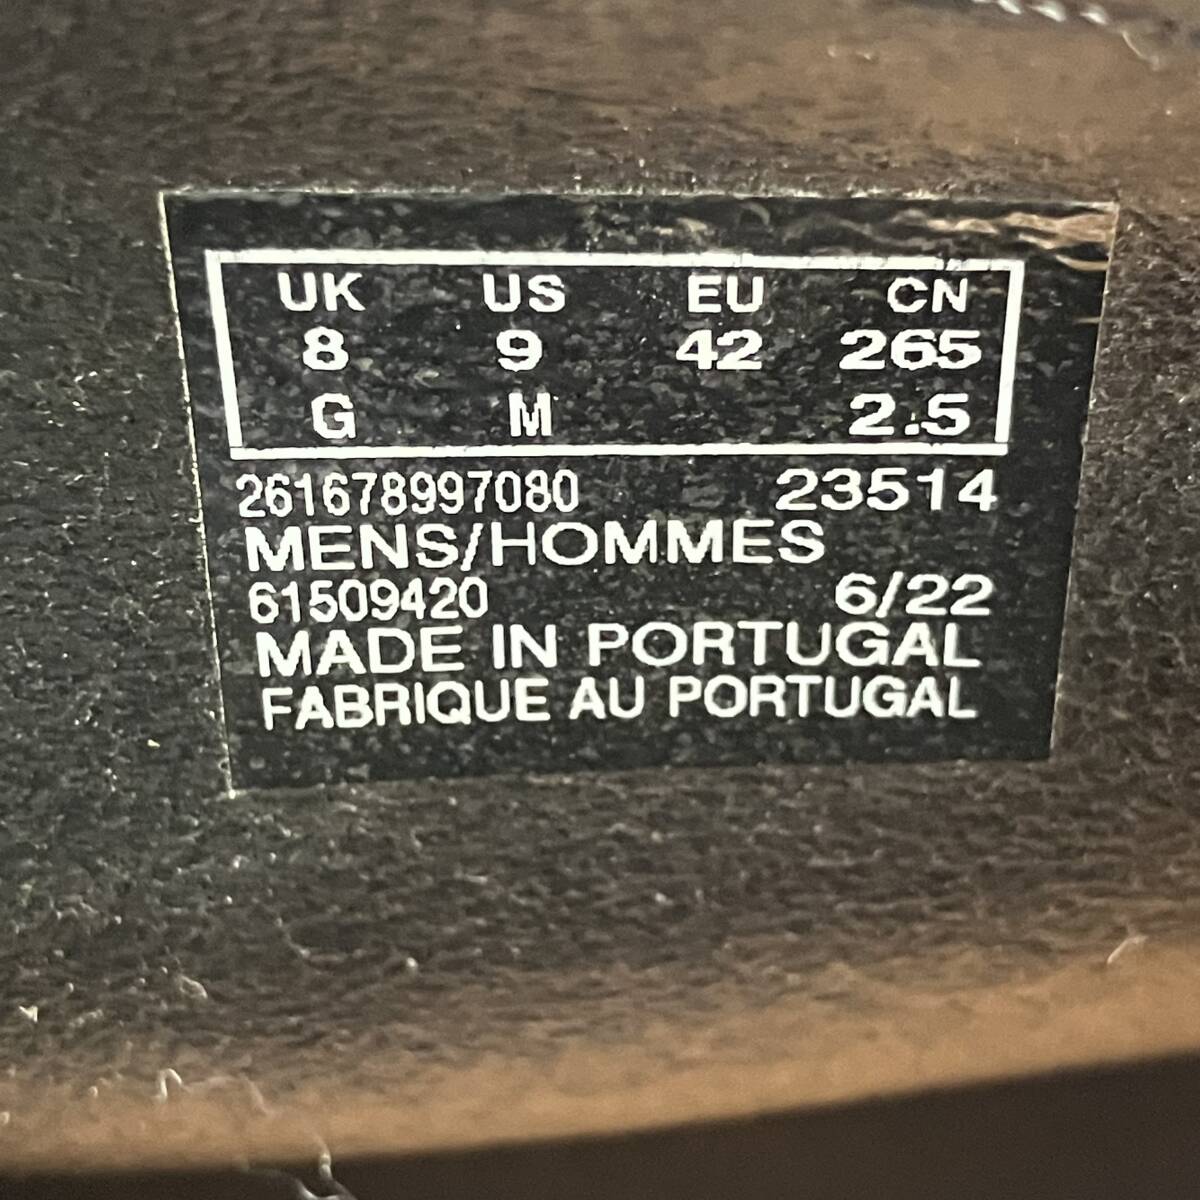 UK US EU CN
8 9 42 265
G M 2.5
261678997080 23514
MENS/HOMMES
61509420 6/22
MADE IN PORTUGAL
FABRIQUE AU PORTUGAL